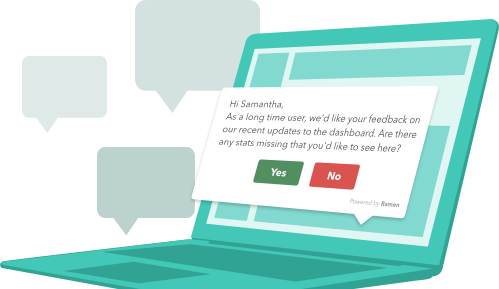 Hi Samantha,
As a long time user, we'd like your feedback on
our recent updates to the dashboard. Are there
any stats missing that you'd like to see here?
Yes
No
Powered by Ramen